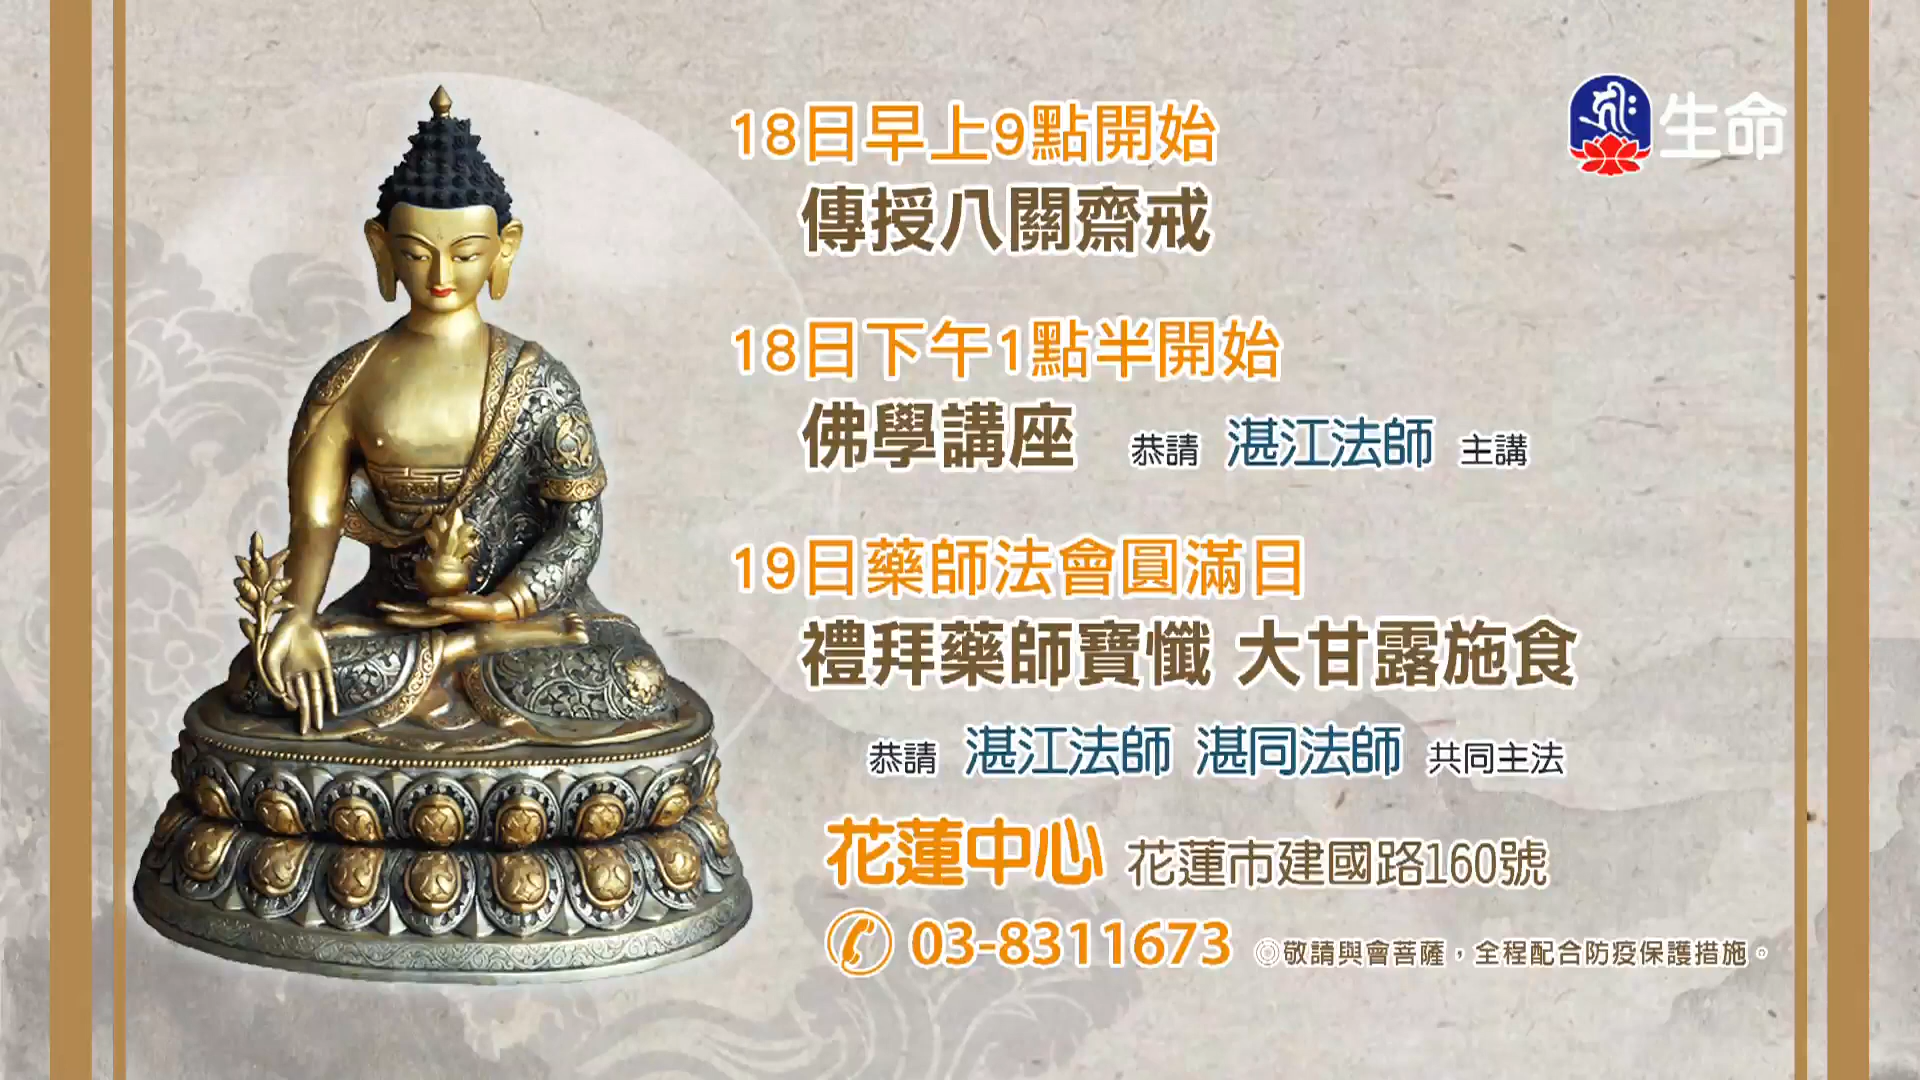 生命
18日早上9點開始
傳授八關齋戒
18日下午1點半開始
佛學講座 恭請 湛江法師 主講
19日藥師法會圓滿日
禮拜藥師寶懺 大甘露施食
恭請 湛江法師 湛同法師 共同主法
花蓮中心 花蓮市建國路160號
03-8311673 ◎敬請與會菩薩，全程配合防疫保護措施。